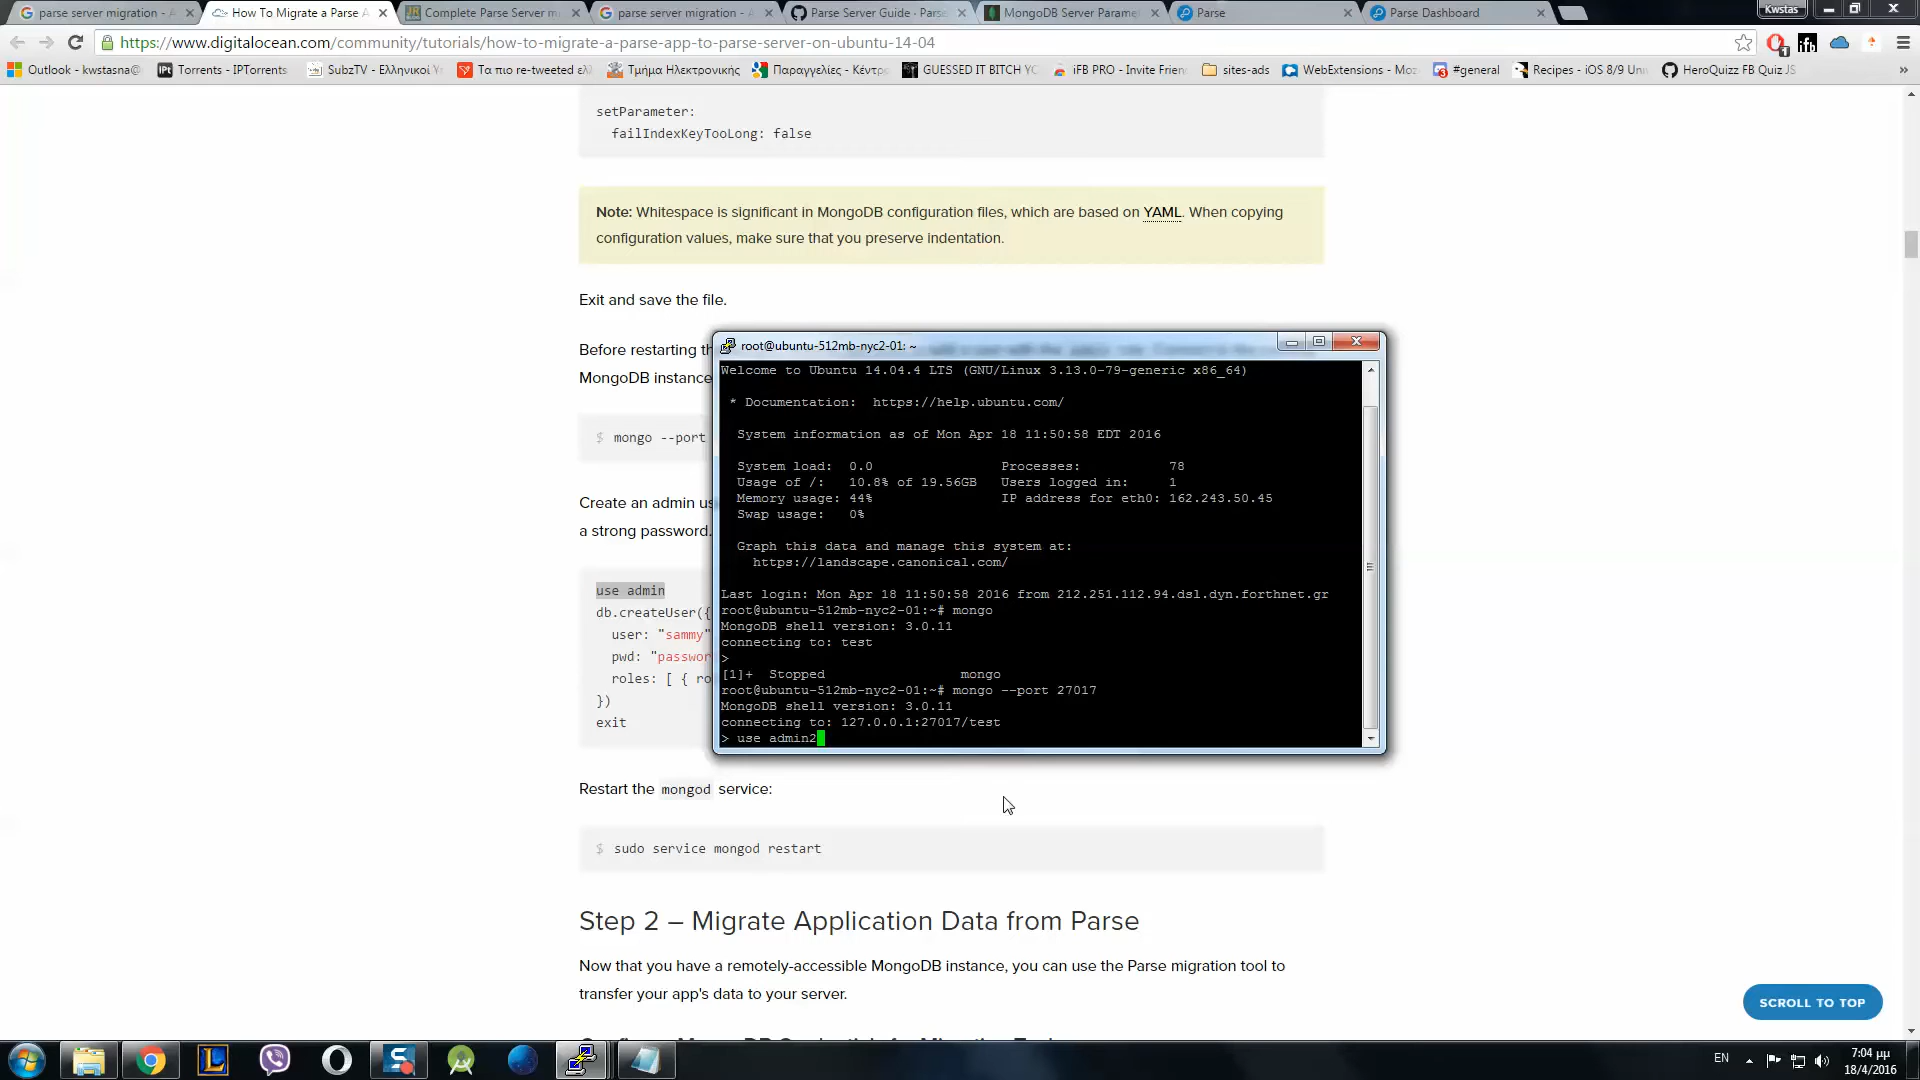 parse server migration - A
How To Migrate a Parse A
Complete Parse Server m
parse server migration - A
Parse Server Guide · Parse
MongoDB Server Parame
Parse
Parse Dashboard
Kwstas
https://www.digitalocean.com/community/tutorials/how-to-migrate-a-parse-app-to-parse-server-on-ubuntu-14-04
Outlook - kwstasna@
Torrents - IPTorrents
SubzTV - Ελληνικοί Υ
Τα πιο re-tweeted ελ
Τμήμα Ηλεκτρονικής
Παραγγελίες - Κέντρ
GUESSED IT BITCH YO
iFB PRO - Invite Frien
sites-ads
WebExtensions - Moz
#general
Recipes - iOS 8/9 Un
HeroQuizz FB Quiz JS
»
setParameter:
failIndexKeyTooLong: false
Note: Whitespace is significant in MongoDB configuration files, which are based on YAML. When copying
configuration values, make sure that you preserve indentation.
Exit and save the file.
Before restarting th
MongoDB instance
$ mongo --port
Create an admin us
a strong password.
use admin
db.createUser({
user: "sammy"
pwd: "passwor
roles: [ { ro
})
exit
root@ubuntu-512mb-nyc2-01: ~
Welcome to Ubuntu 14.04.4 LTS (GNU/Linux 3.13.0-79-generic x86_64)
* Documentation: https://help.ubuntu.com/
System information as of Mon Apr 18 11:50:58 EDT 2016
System load: 0.0 Processes: 78
Usage of /: 10.8% of 19.56GB Users logged in: 1
Memory usage: 44% IP address for eth0: 162.243.50.45
Swap usage: 0%
Graph this data and manage this system at:
https://landscape.canonical.com/
Last login: Mon Apr 18 11:50:58 2016 from 212.251.112.94.dsl.dyn.forthnet.gr
root@ubuntu-512mb-nyc2-01:~# mongo
MongoDB shell version: 3.0.11
connecting to: test
>
[1]+ Stopped mongo
root@ubuntu-512mb-nyc2-01:~# mongo --port 27017
MongoDB shell version: 3.0.11
connecting to: 127.0.0.1:27017/test
> use admin2
Restart the mongod service:
$ sudo service mongod restart
Step 2 – Migrate Application Data from Parse
Now that you have a remotely-accessible MongoDB instance, you can use the Parse migration tool to
transfer your app's data to your server.
SCROLL TO TOP
EN
7:04 μμ
18/4/2016